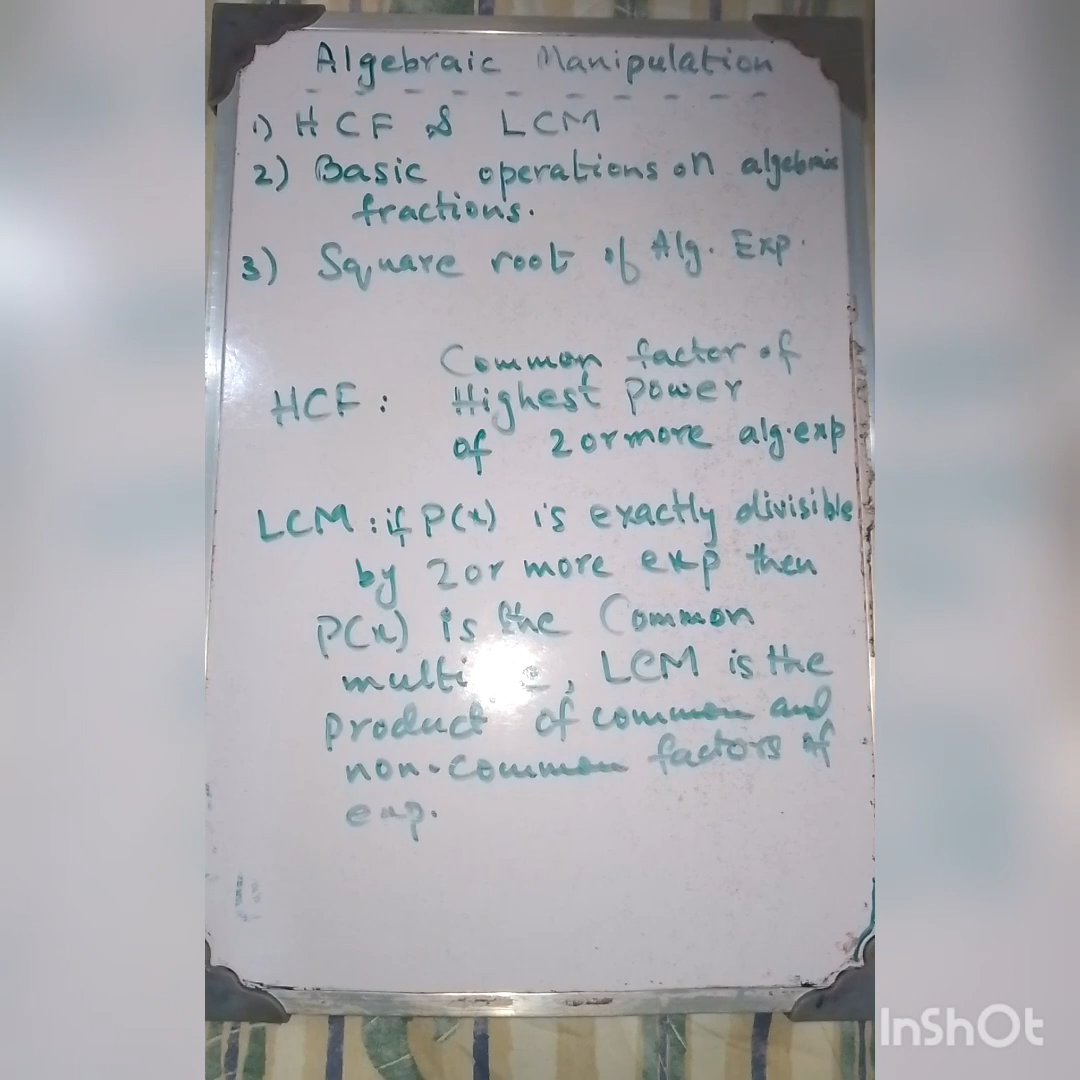 Algebraic Manipulation
1) HCF & LCM
2) Basic operations on algebraic
fractions.
3) Square root of Alg. Exp.
Common factor of
HCF: Highest power
of 2 or more alg.exp
LCM: if P(x) is exactly divisible
by 2 or more exp then
P(x) is the Common
LCM is the
product of common and
non-common factors of
exp.
InShOt